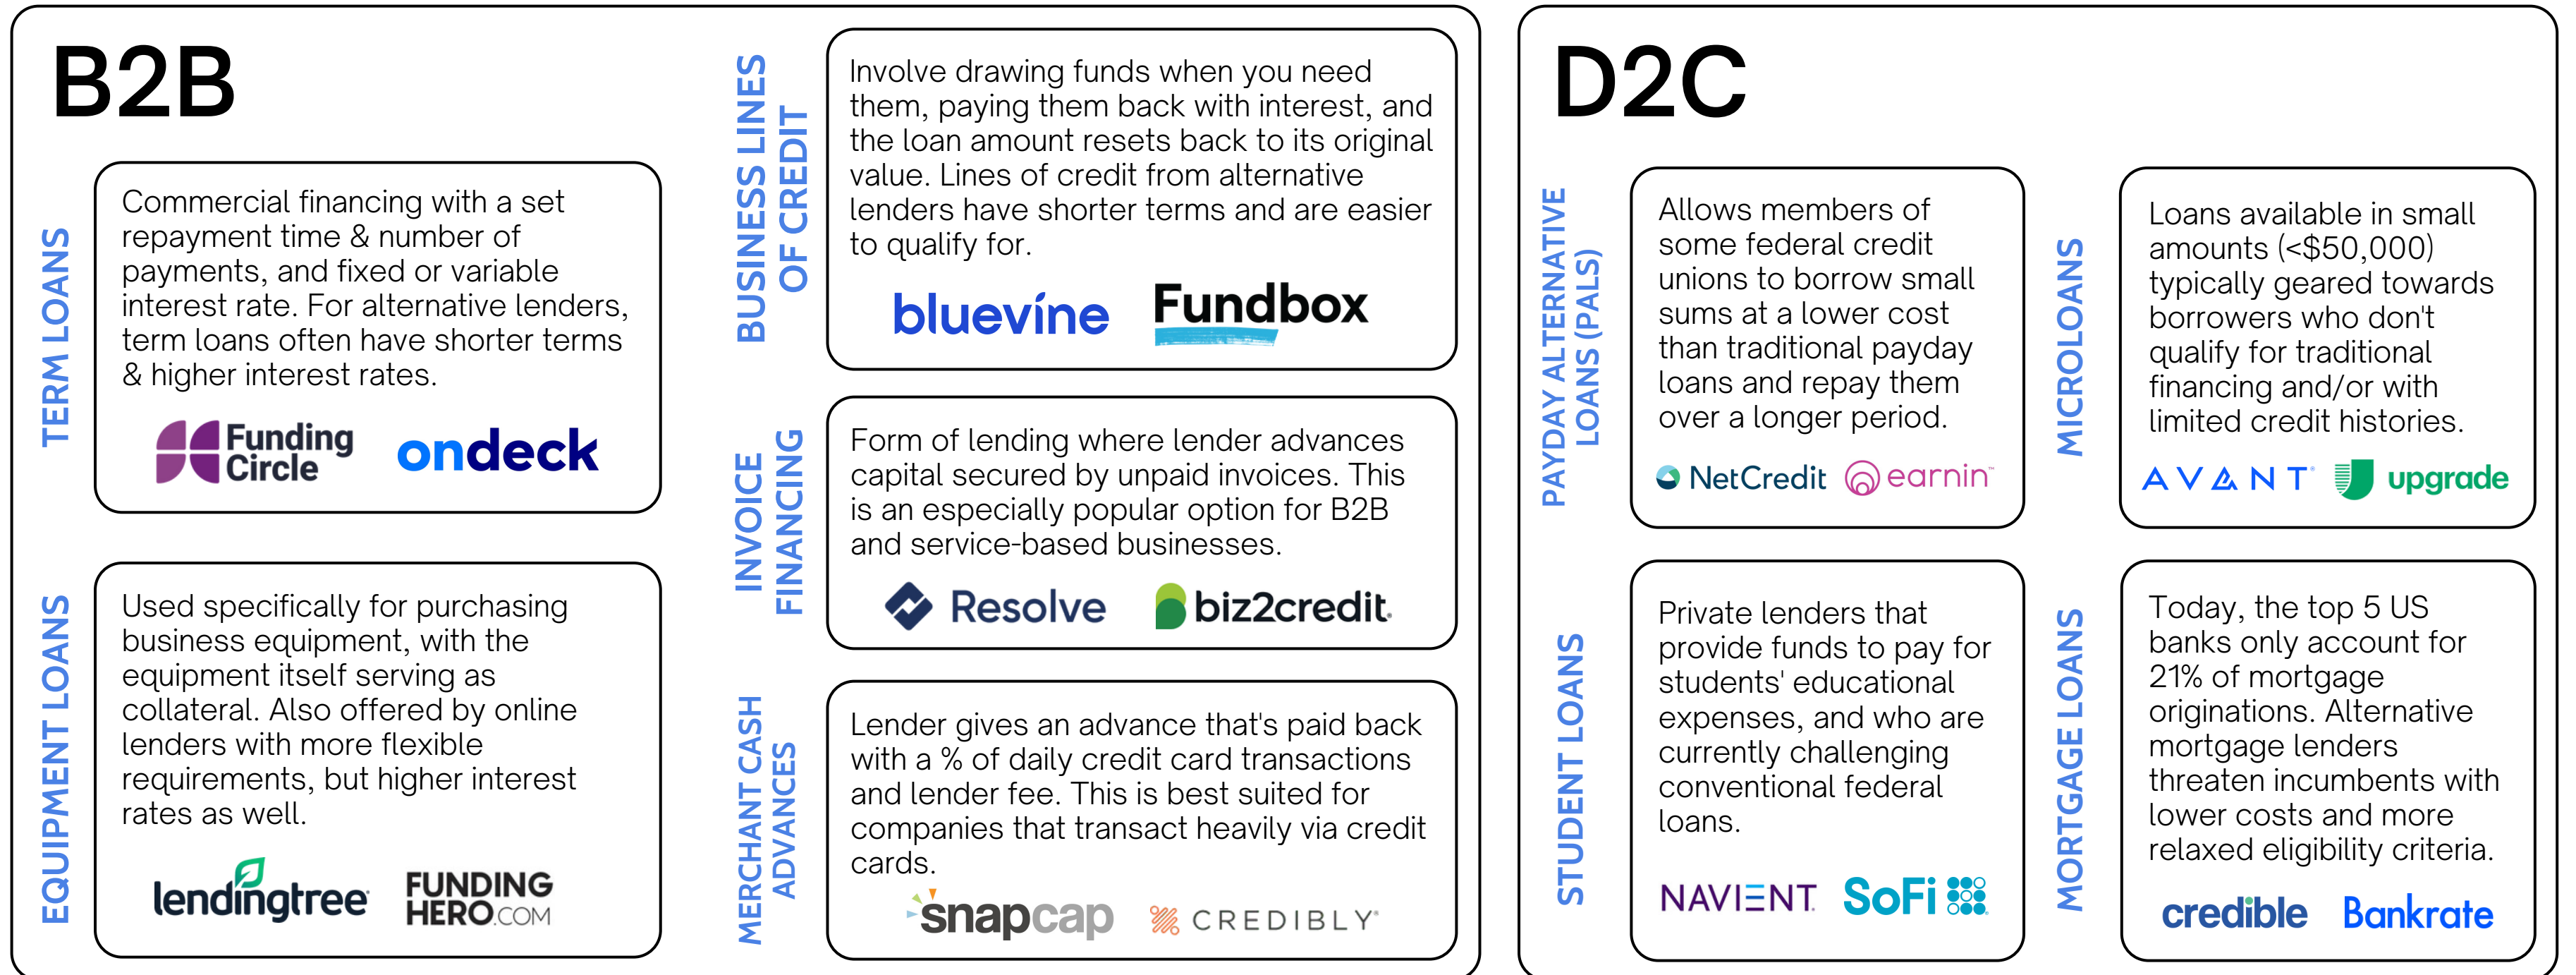 B2B
TERM LOANS
Commercial financing with a set
repayment time & number of
payments, and fixed or variable
interest rate. For alternative lenders,
term loans often have shorter terms
& higher interest rates.
Funding
Circle
ondeck
EQUIPMENT LOANS
Used specifically for purchasing
business equipment, with the
equipment itself serving as
collateral. Also offered by online
lenders with more flexible
requirements, but higher interest
rates as well.
lendingtree
FUNDING
HERO.COM
BUSINESS LINES
OF CREDIT
Involve drawing funds when you need
them, paying them back with interest, and
the loan amount resets back to its original
value. Lines of credit from alternative
lenders have shorter terms and are easier
to qualify for.
bluevine
Fundbox
INVOICE
FINANCING
Form of lending where lender advances
capital secured by unpaid invoices. This
is an especially popular option for B2B
and service-based businesses.
Resolve
biz2credit
MERCHANT CASH
ADVANCES
Lender gives an advance that's paid back
with a % of daily credit card transactions
and lender fee. This is best suited for
companies that transact heavily via credit
cards.
snapcap
CREDIBLY
D2C
PAYDAY ALTERNATIVE
LOANS (PALS)
Allows members of
some federal credit
unions to borrow small
sums at a lower cost
than traditional payday
loans and repay them
over a longer period.
NetCredit
earnin
MICROLOANS
Loans available in small
amounts (<$50,000)
typically geared towards
borrowers who don't
qualify for traditional
financing and/or with
limited credit histories.
AVANT
upgrade
STUDENT LOANS
Private lenders that
provide funds to pay for
students' educational
expenses, and who are
currently challenging
conventional federal
loans.
NAVIENT
SoFi
MORTGAGE LOANS
Today, the top 5 US
banks only account for
21% of mortgage
originations. Alternative
mortgage lenders
threaten incumbents with
lower costs and more
relaxed eligibility criteria.
credible
Bankrate